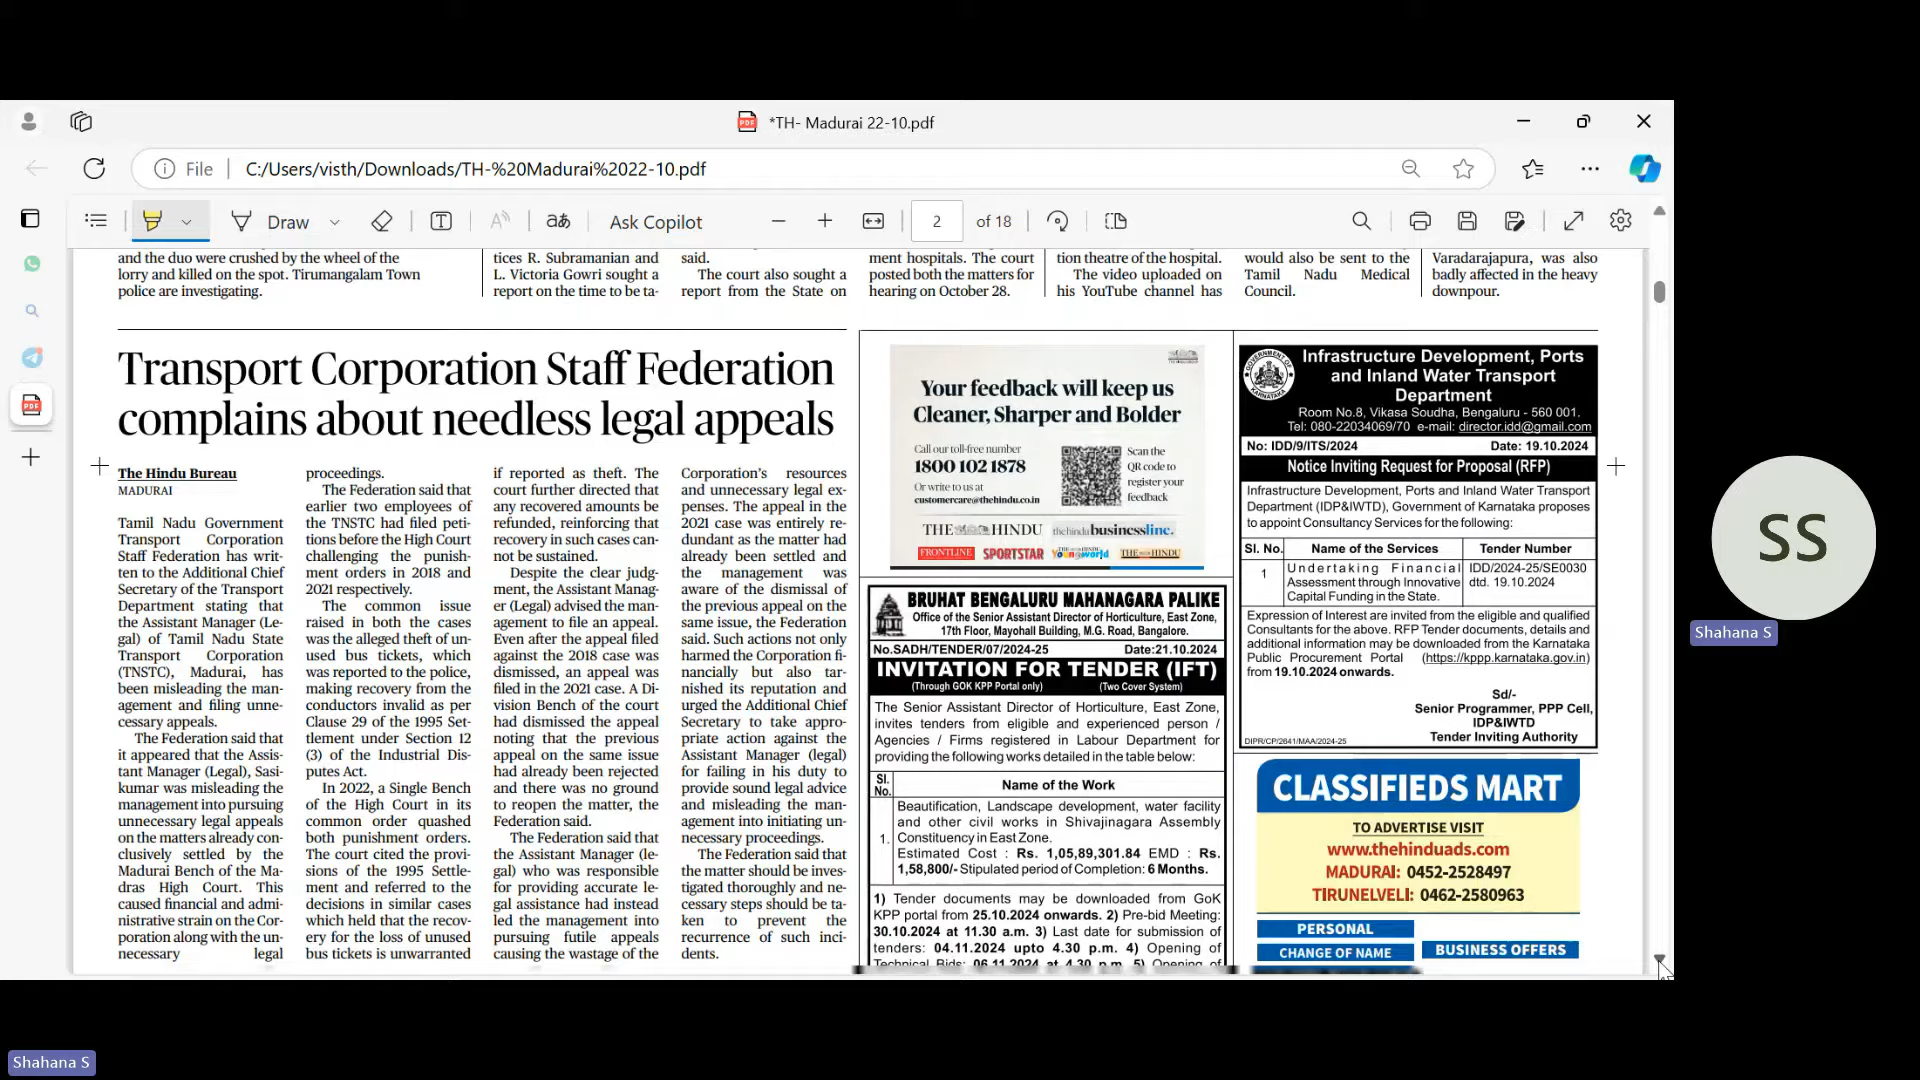 *TH- Madurai 22-10.pdf
File
C:/Users/visth/Downloads/TH-%20Madurai%2022-10.pdf
Draw
Ask Copilot
2
of 18
and the duo were crushed by the wheel of the
lorry and killed on the spot. Tirumangalam Town
police are investigating.
tices R. Subramanian and
L. Victoria Gowri sought a
report on the time to be ta-
said.
The court also sought a
report from the State on
ment hospitals. The court
posted both the matters for
hearing on October 28.
tion theatre of the hospital.
The video uploaded on
his YouTube channel has
would also be sent to the
Tamil Nadu Medical
Council.
Varadarajapura, was also
badly affected in the heavy
downpour.
Transport Corporation Staff Federation
complains about needless legal appeals
The Hindu Bureau
MADURAI
Tamil Nadu Government
Transport Corporation
Staff Federation has writ-
ten to the Additional Chief
Secretary of the Transport
Department stating that
the Assistant Manager (Le-
gal) of Tamil Nadu State
Transport Corporation
(TNSTC), Madurai, has
been misleading the man-
agement and filing unne-
cessary appeals.
The Federation said that
it appeared that the Assis-
tant Manager (Legal), Sasi-
kumar was misleading the
management into pursuing
unnecessary legal appeals
on the matters already con-
clusively settled by the
Madurai Bench of the Ma-
dras High Court. This
caused financial and admi-
nistrative strain on the Cor-
poration along with the un-
necessary legal
proceedings.
The Federation said that
earlier two employees of
the TNSTC had filed peti-
tions before the High Court
challenging the punish-
ment orders in 2018 and
2021 respectively.
The common issue
raised in both the cases
was the alleged theft of un-
used bus tickets, which
was reported to the police,
making recovery from the
conductors invalid as per
Clause 29 of the 1995 Set-
tlement under Section 12
(3) of the Industrial Dis-
putes Act.
In 2022, a Single Bench
of the High Court in its
common order quashed
both punishment orders.
The court cited the provi-
sions of the 1995 Settle-
ment and referred to the
decisions in similar cases
which held that the recov-
ery for the loss of unused
bus tickets is unwarranted
if reported as theft. The
court further directed that
any recovered amounts be
refunded, reinforcing that
recovery in such cases can-
not be sustained.
Despite the clear judg-
ment, the Assistant Manag-
er (Legal) advised the man-
agement to file an appeal.
Even after the appeal filed
against the 2018 case was
dismissed, an appeal was
filed in the 2021 case. A Di-
vision Bench of the court
had dismissed the appeal
noting that the previous
appeal on the same issue
had already been rejected
and there was no ground
to reopen the matter, the
Federation said.
The Federation said that
the Assistant Manager (le-
gal) who was responsible
for providing accurate le-
gal assistance had instead
led the management into
pursuing futile appeals
causing the wastage of the
Corporation's resources
and unnecessary legal ex-
penses. The appeal in the
2021 case was entirely re-
dundant as the matter had
already been settled and
the management was
aware of the dismissal of
the previous appeal on the
same issue, the Federation
said. Such actions not only
harmed the Corporation fi-
nancially but also tar-
nished its reputation and
urged the Additional Chief
Secretary to take appro-
priate action against the
Assistant Manager (legal)
for failing in his duty to
provide sound legal advice
and misleading the man-
agement into initiating un-
necessary proceedings.
The Federation said that
the matter should be inves-
tigated thoroughly and ne-
cessary steps should be ta-
ken to prevent the
recurrence of such inci-
dents.
Your feedback will keep us
Cleaner, Sharper and Bolder
Call our toll-free number
1800 102 1878
Or write to us at
customercare@thehindu.co.in
Scan the
QR code to
register your
feedback
THE HINDU
the hindu businessline.
FRONTLINE SPORTSTAR THE HINDU Young world THE HINDU
BRUHAT BENGALURU MAHANAGARA PALIKE
Office of the Senior Assistant Director of Horticulture, East Zone,
17th Floor, Mayohall Building, M.G. Road, Bangalore.
No.SADH/TENDER/07/2024-25 Date:21.10.2024
INVITATION FOR TENDER (IFT)
(Through GOK KPP Portal only) (Two Cover System)
The Senior Assistant Director of Horticulture, East Zone,
invites tenders from eligible and experienced person /
Agencies / Firms registered in Labour Department for
providing the following works detailed in the table below:
Sl. No. Name of the Work
1. Beautification, Landscape development, water facility
and other civil works in Shivajinagara Assembly
Constituency in East Zone.
Estimated Cost : Rs. 1,05,89,301.84 EMD : Rs.
1,58,800/- Stipulated period of Completion: 6 Months.
1) Tender documents may be downloaded from GoK
KPP portal from 25.10.2024 onwards. 2) Pre-bid Meeting:
30.10.2024 at 11.30 a.m. 3) Last date for submission of
tenders: 04.11.2024 upto 4.30 p.m. 4) Opening of
Technical Bids: 06.11.2024 at 4.30 p.m. 5) Opening of
GOVERNMENT OF KARNATAKA
Infrastructure Development, Ports
and Inland Water Transport
Department
Room No.8, Vikasa Soudha, Bengaluru - 560 001.
Tel: 080-22034069/70 e-mail: director.idd@gmail.com
No: IDD/9/ITS/2024 Date: 19.10.2024
Notice Inviting Request for Proposal (RFP)
Infrastructure Development, Ports and Inland Water Transport
Department (IDP&IWTD), Government of Karnataka proposes
to appoint Consultancy Services for the following:
Sl. No. Name of the Services Tender Number
1 Undertaking Financial IDD/2024-25/SE0030
Assessment through Innovative dtd. 19.10.2024
Capital Funding in the State.
Expression of Interest are invited from the eligible and qualified
Consultants for the above. RFP Tender documents, details and
additional information may be downloaded from the Karnataka
Public Procurement Portal (https://kppp.karnataka.gov.in)
from 19.10.2024 onwards.
Sd/-
Senior Programmer, PPP Cell,
IDP&IWTD
Tender Inviting Authority
DIPR/CP/2641/MAA/2024-25
CLASSIFIEDS MART
TO ADVERTISE VISIT
www.thehinduads.com
MADURAI: 0452-2528497
TIRUNELVELI: 0462-2580963
PERSONAL
CHANGE OF NAME
BUSINESS OFFERS
SS
Shahana S
Shahana S